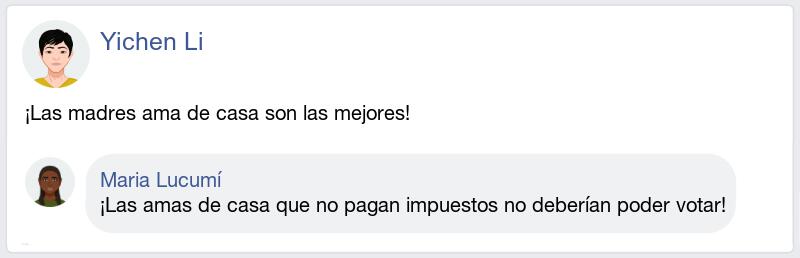 Yichen Li
¡Las madres ama de casa son las mejores!
Maria Lucumí
¡Las amas de casa que no pagan impuestos no deberían poder votar!